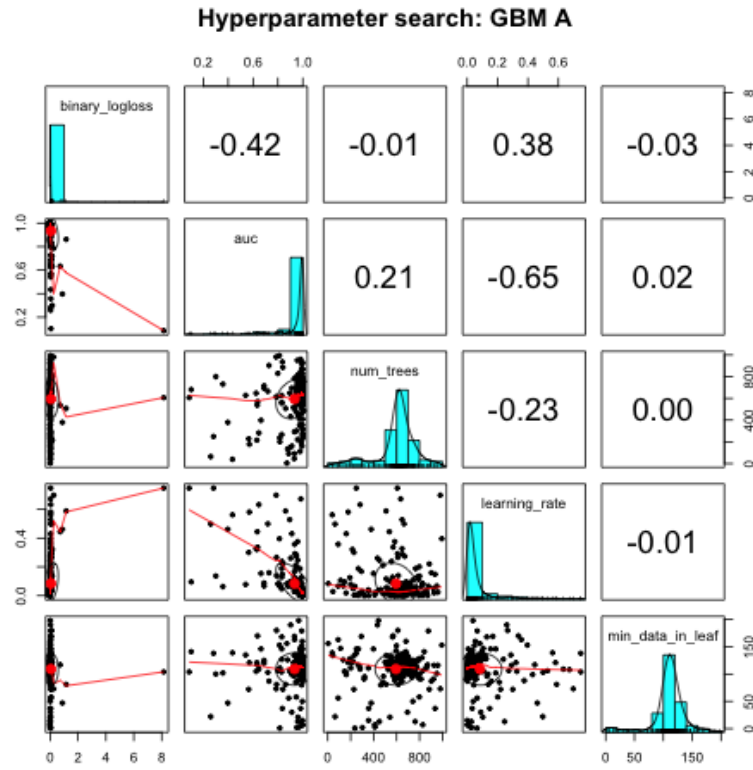 Hyperparameter search: GBM A
0.2 0.6 1.0 0.0 0.2 0.4 0.6
binary_logloss -0.42 -0.01 0.38 -0.03 0 2 4 6 8
0.2 0.6 1.0 auc 0.21 -0.65 0.02
num_trees -0.23 0.00 0 400 800
0.0 0.4 learning_rate -0.01
min_data_in_leaf 0 50 150
0 2 4 6 8 0 400 800 0 50 150